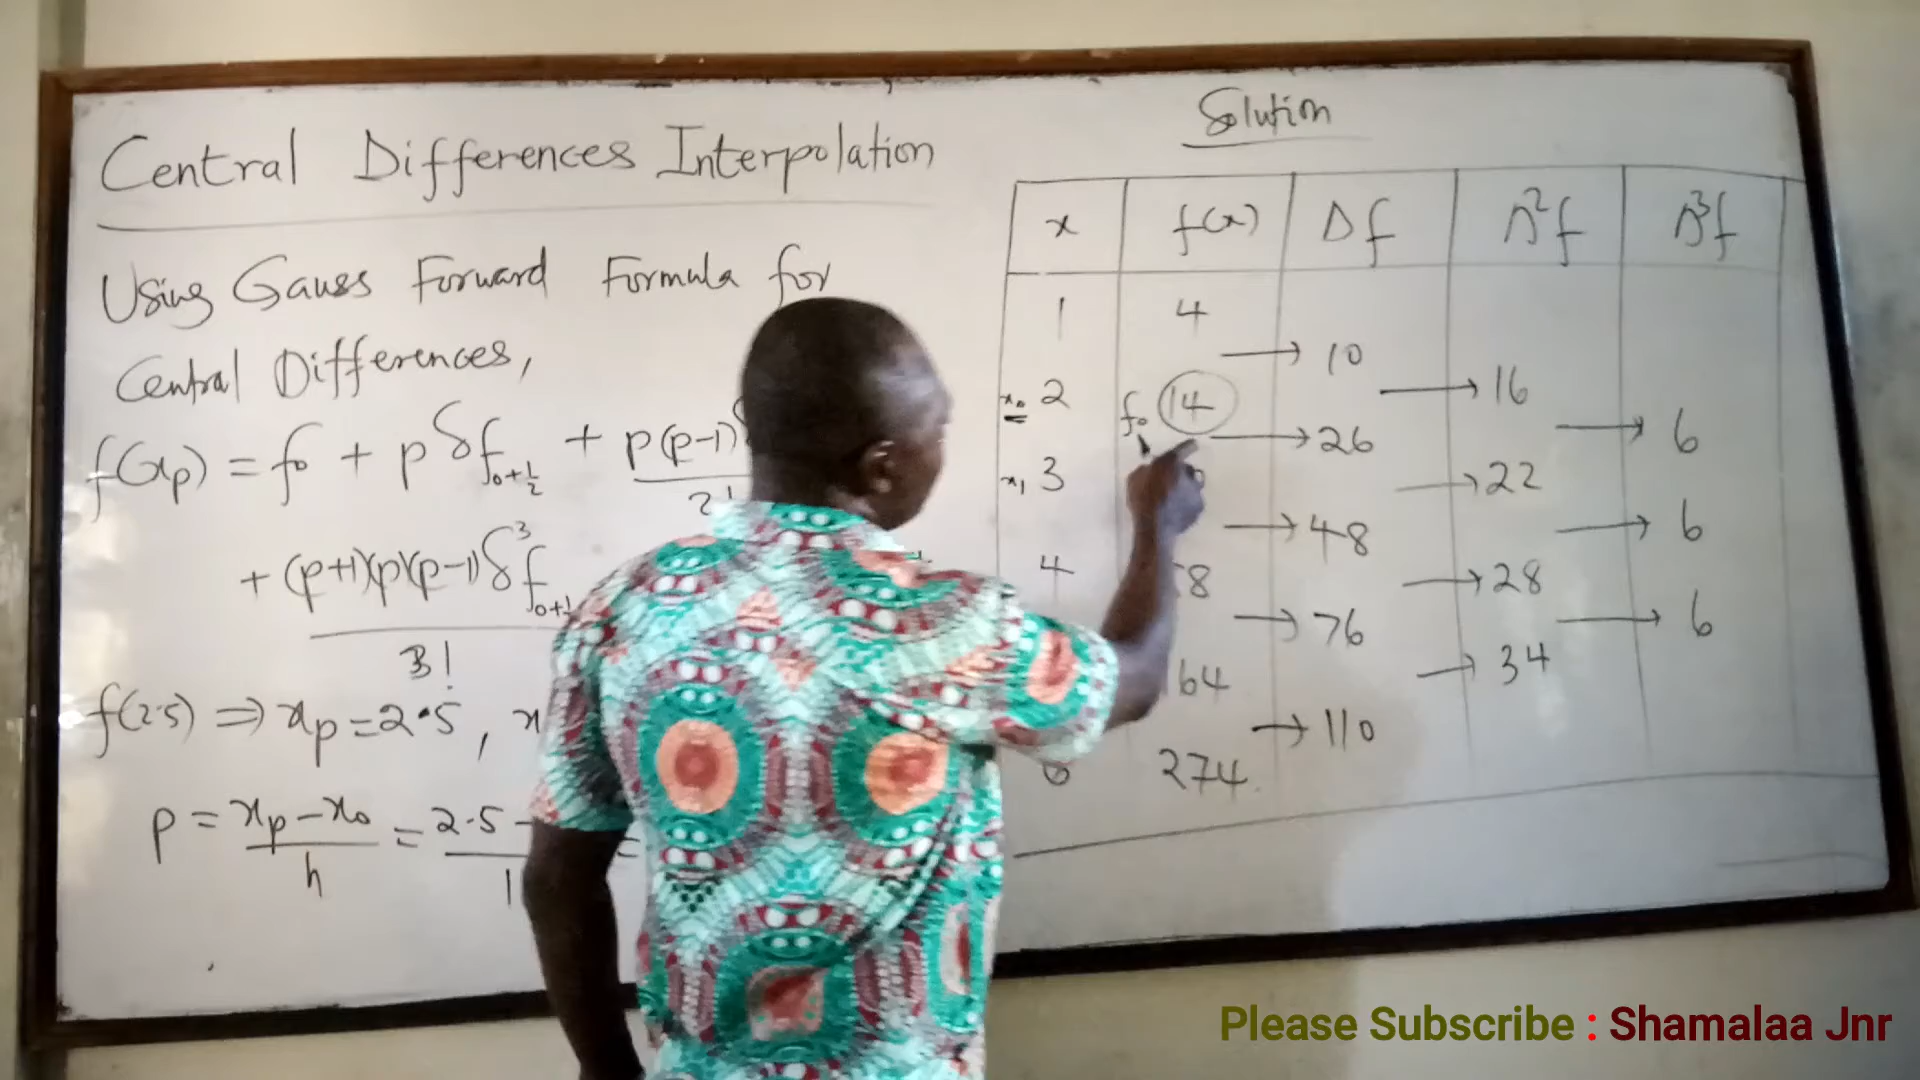 Central Differences Interpolation
Using Gauss Forward Formula for
Central Differences,
f(xp) = f0 + p δf0+½ + p(p-1)
2!
+ (p+1)(p)(p-1) δ³f0+½
3!
f(2.5) ⇒ xp = 2.5, x
p = xp - x0 = 2.5 - =
h 1
Solution
x f(x) Δf Δ²f Δ³f
1 4
→ 10
x0 2 f0 14 → 16
→ 26 → 6
x1 3 → 22
→ 48 → 6
4 8 → 28
→ 76 → 6
64 → 34
→ 110
6 274
Please Subscribe : Shamalaa Jnr